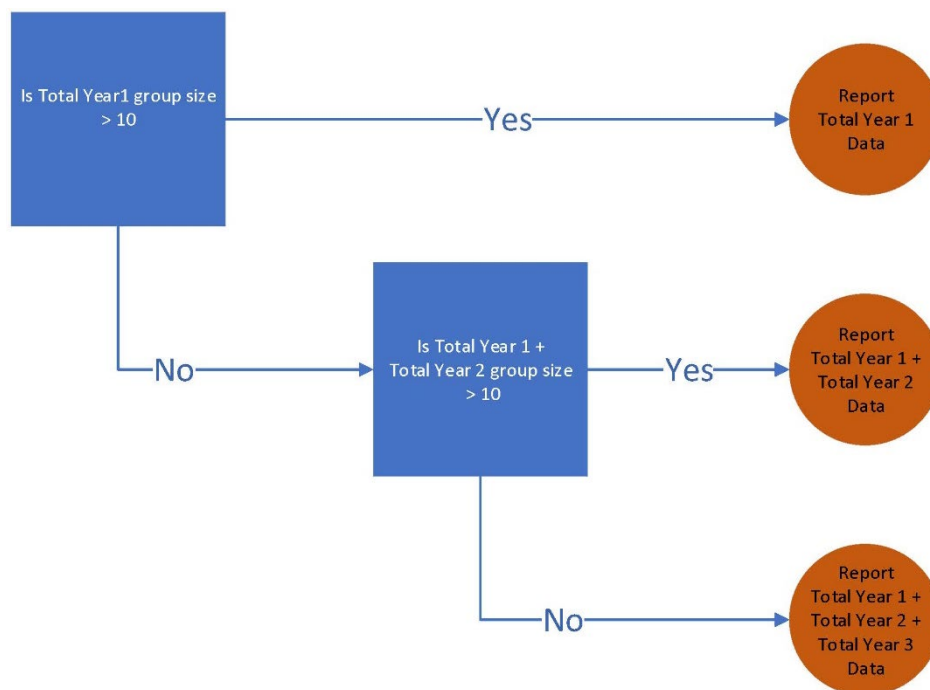 Is Total Year1 group size
> 10
Yes
Report
Total Year 1
Data
No
Is Total Year 1 +
Total Year 2 group size
> 10
Yes
Report
Total Year 1 +
Total Year 2
Data
No
Report
Total Year 1 +
Total Year 2 +
Total Year 3
Data